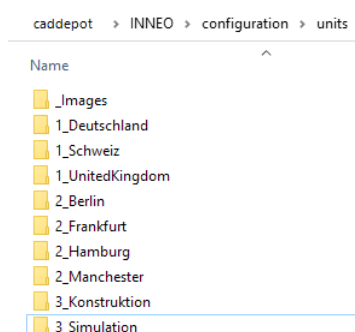 caddepot > INNEO > configuration > units
Name
_Images
1_Deutschland
1_Schweiz
1_UnitedKingdom
2_Berlin
2_Frankfurt
2_Hamburg
2_Manchester
3_Konstruktion
3_Simulation